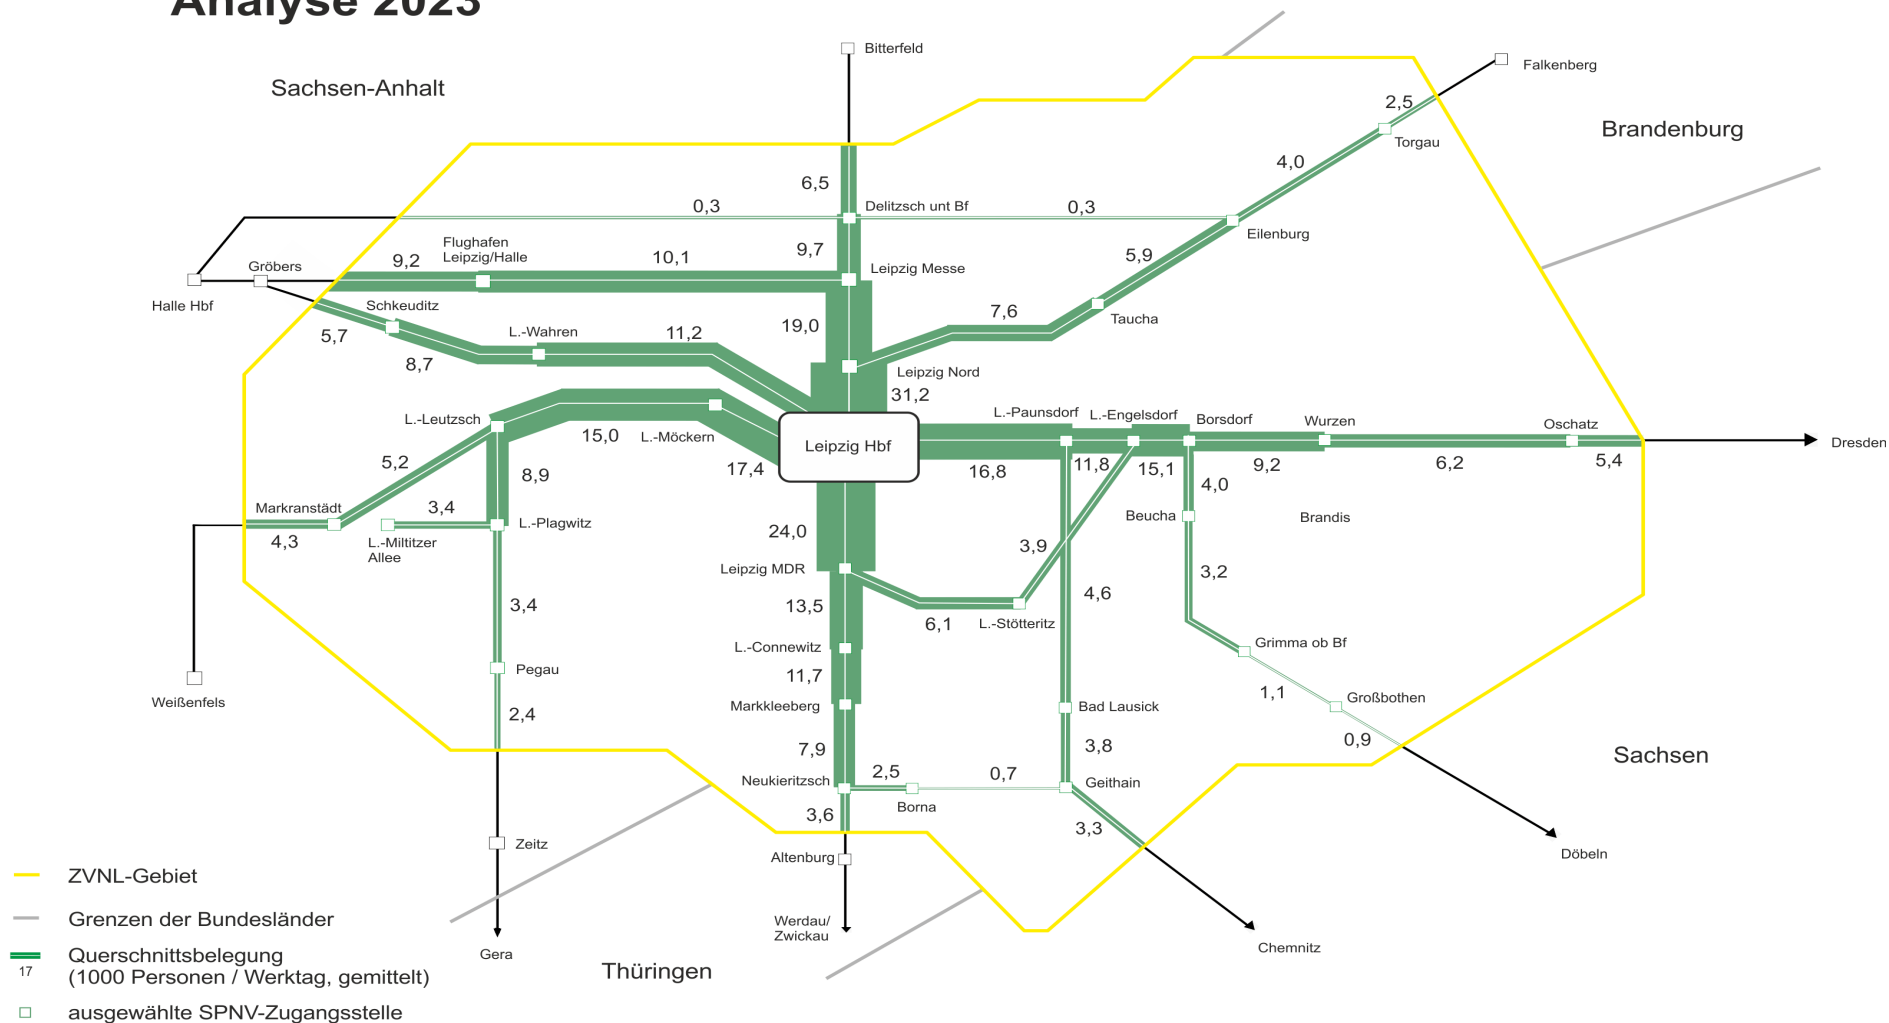 Analyse 2023
Bitterfeld
Falkenberg
Sachsen-Anhalt
2,5
Brandenburg
Torgau
4,0
6,5
0,3
Delitzsch unt Bf
0,3
Eilenburg
Flughafen
Leipzig/Halle
9,2
10,1
9,7
5,9
Gröbers
Leipzig Messe
Halle Hbf
Schkeuditz
7,6
Taucha
5,7
L.-Wahren
11,2
19,0
8,7
Leipzig Nord
31,2
L.-Leutzsch
L.-Paunsdorf
L.-Engelsdorf
Borsdorf
Wurzen
Oschatz
15,0
L.-Möckern
Leipzig Hbf
Dresden
5,2
17,4
16,8
11,8
15,1
9,2
6,2
5,4
8,9
4,0
Markranstädt
3,4
L.-Plagwitz
Beucha
Brandis
4,3
L.-Miltitzer
Allee
24,0
3,9
Leipzig MDR
3,2
3,4
13,5
6,1
L.-Stötteritz
4,6
L.-Connewitz
Grimma ob Bf
Pegau
11,7
1,1
Großbothen
Weißenfels
Markkleeberg
Bad Lausick
2,4
7,9
3,8
0,9
Sachsen
Neukieritzsch
2,5
0,7
Geithain
Borna
3,6
3,3
Zeitz
Altenburg
Döbeln
Werdau/
Zwickau
Chemnitz
Gera
Thüringen
ZVNL-Gebiet
Grenzen der Bundesländer
Querschnittsbelegung
17
(1000 Personen / Werktag, gemittelt)
ausgewählte SPNV-Zugangsstelle